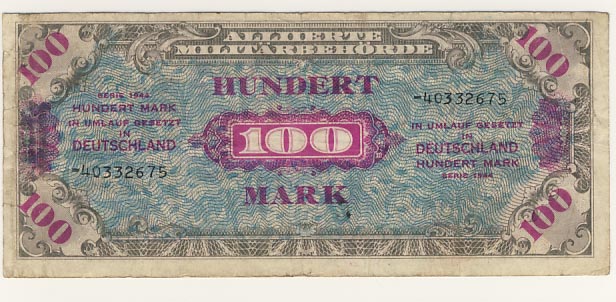 100
ALLIIERTE
MILITÄRBEHÖRDE
100
HUNDERT
SERIE 1944
HUNDERT MARK
IN UMLAUF GESETZT
IN
DEUTSCHLAND
-40332675
100
-40332675
IN UMLAUF GESETZT
IN
DEUTSCHLAND
HUNDERT MARK
SERIE 1944
MARK
100
100